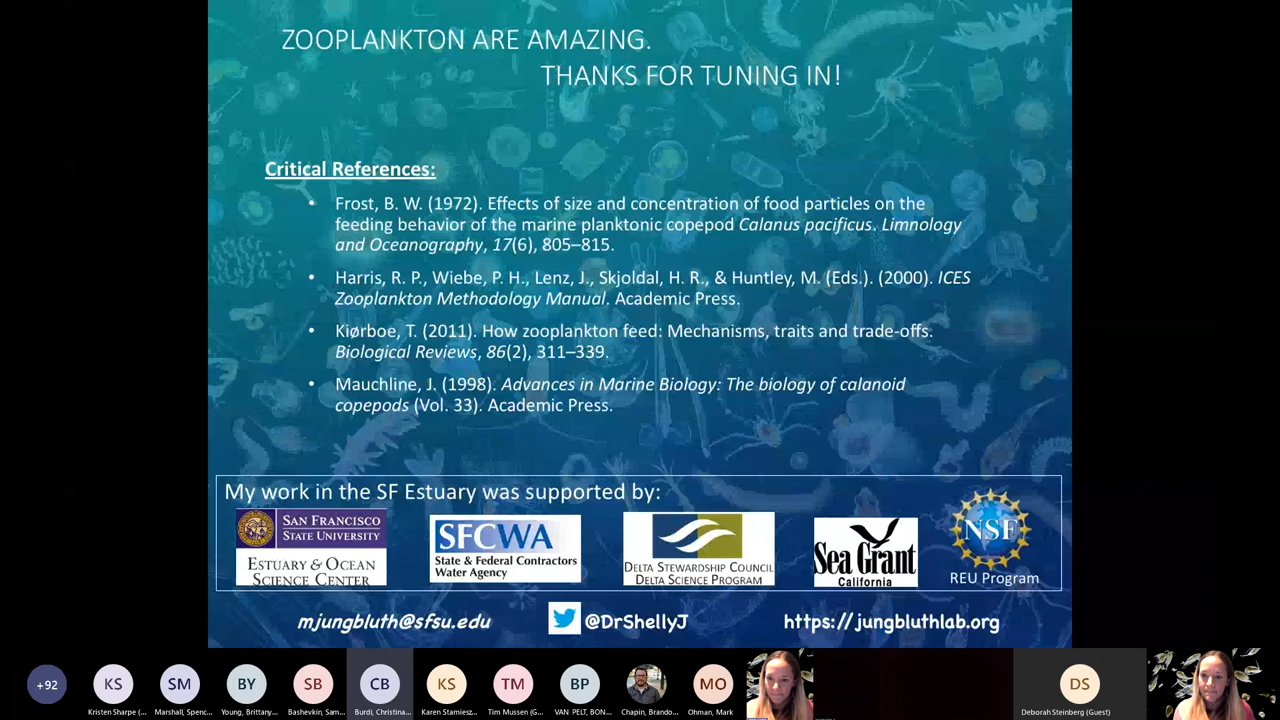 ZOOPLANKTON ARE AMAZING.
THANKS FOR TUNING IN!
Critical References:
• Frost, B. W. (1972). Effects of size and concentration of food particles on the
feeding behavior of the marine planktonic copepod Calanus pacificus. Limnology
and Oceanography, 17(6), 805–815.
• Harris, R. P., Wiebe, P. H., Lenz, J., Skjoldal, H. R., & Huntley, M. (Eds.). (2000). ICES
Zooplankton Methodology Manual. Academic Press.
• Kiørboe, T. (2011). How zooplankton feed: Mechanisms, traits and trade-offs.
Biological Reviews, 86(2), 311–339.
• Mauchline, J. (1998). Advances in Marine Biology: The biology of calanoid
copepods (Vol. 33). Academic Press.
My work in the SF Estuary was supported by:
SAN FRANCISCO
STATE UNIVERSITY
ESTUARY & OCEAN
SCIENCE CENTER
SFCWA
State & Federal Contractors
Water Agency
DELTA STEWARDSHIP COUNCIL
DELTA SCIENCE PROGRAM
Sea Grant
California
NSF
REU Program
mjungbluth@sfsu.edu
@DrShellyJ
https://jungbluthlab.org
+92
KS
SM
BY
SB
CB
KS
TM
BP
MO
DS
Kristen Sharpe (...
Marshall, Spenc...
Young, Brittany...
Bashevkin, Sam...
Burdi, Christina...
Karen Stamiesz...
Tim Mussen (G...
VAN PELT, BON...
Chapin, Brando...
Ohman, Mark
Deborah Steinberg (Guest)